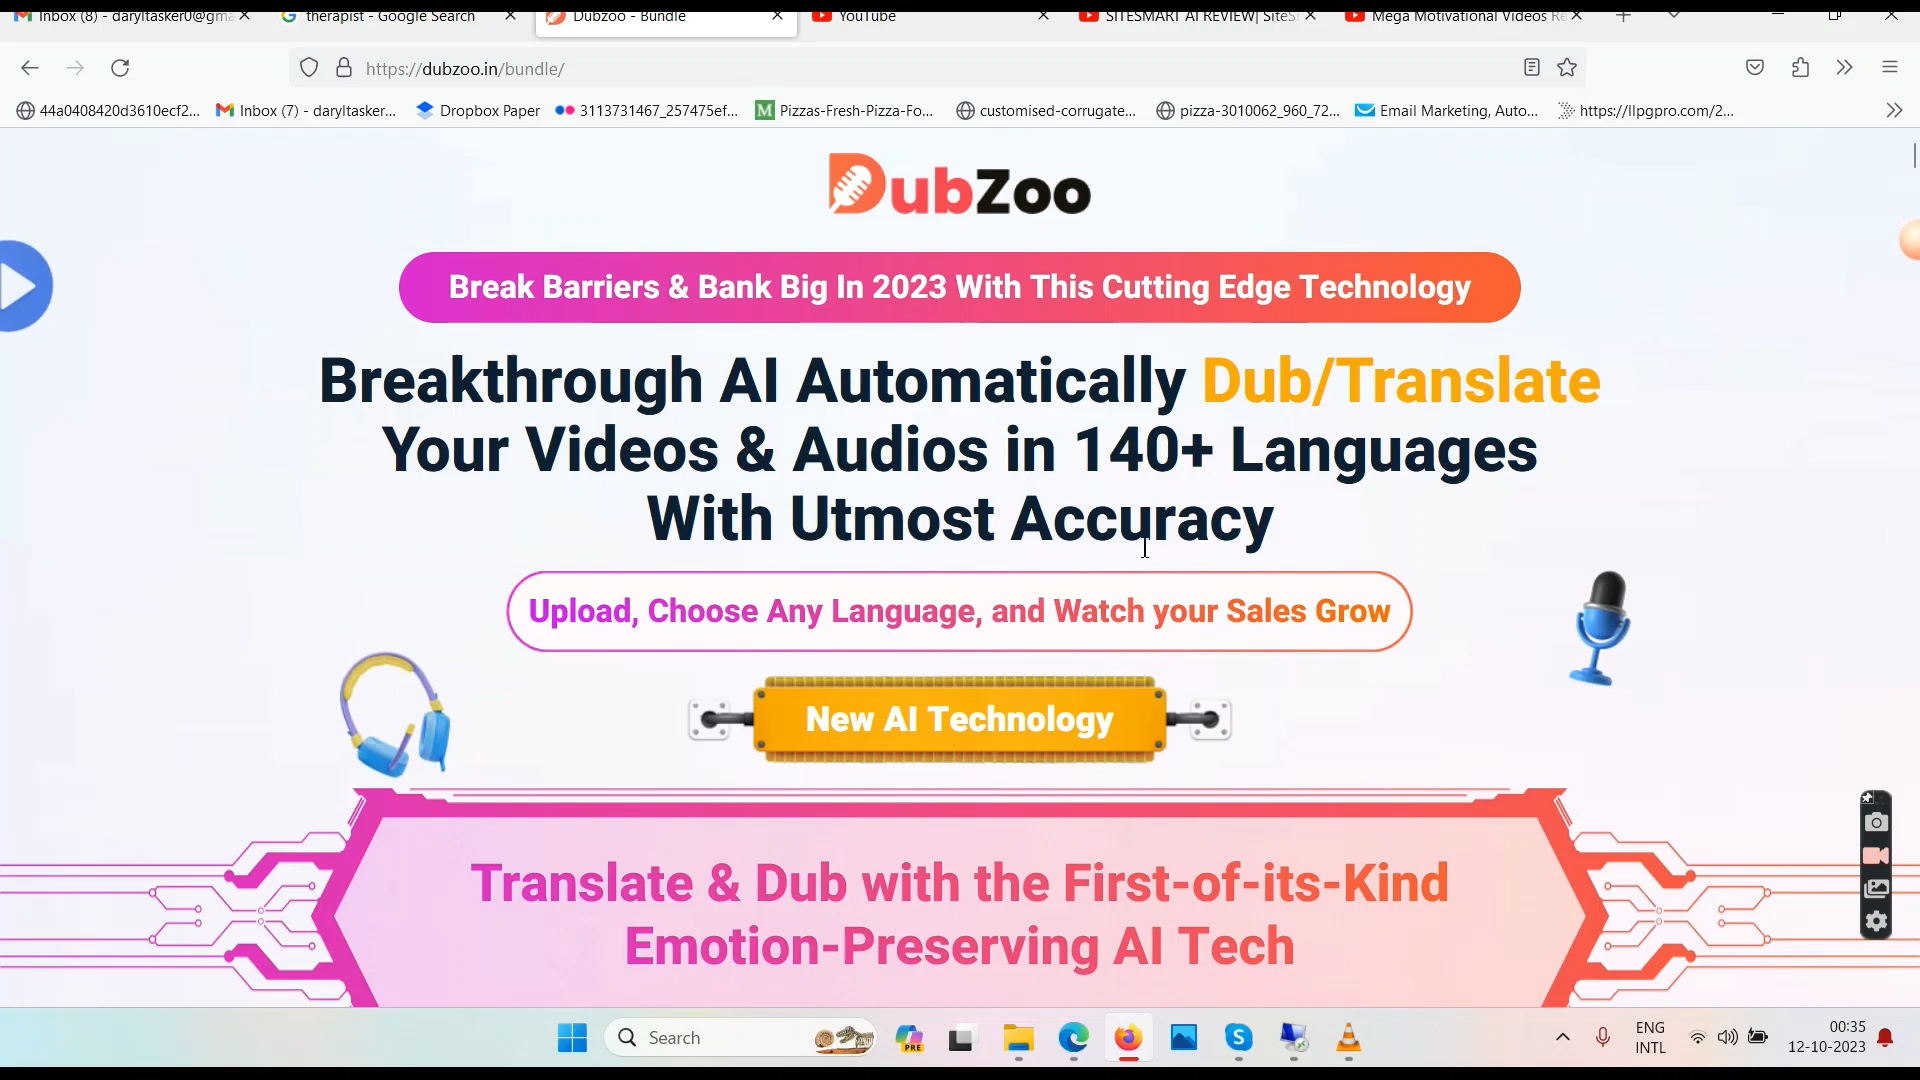 Inbox (8) - daryltasker0@gma
therapist - Google Search
Dubzoo - Bundle
YouTube
SITESMART AI REVIEW| SiteSm
Mega Motivational Videos Re
https://dubzoo.in/bundle/
44a0408420d3610ecf2...
Inbox (7) - daryltasker...
Dropbox Paper
3113731467_257475ef...
M Pizzas-Fresh-Pizza-Fo...
customised-corrugate...
pizza-3010062_960_72...
Email Marketing, Auto...
https://llpgpro.com/2...
DubZoo
Break Barriers & Bank Big In 2023 With This Cutting Edge Technology
Breakthrough AI Automatically Dub/Translate
Your Videos & Audios in 140+ Languages
With Utmost Accuracy
Upload, Choose Any Language, and Watch your Sales Grow
New AI Technology
Translate & Dub with the First-of-its-Kind
Emotion-Preserving AI Tech
Search
PRE
S
ENG
INTL
00:35
12-10-2023